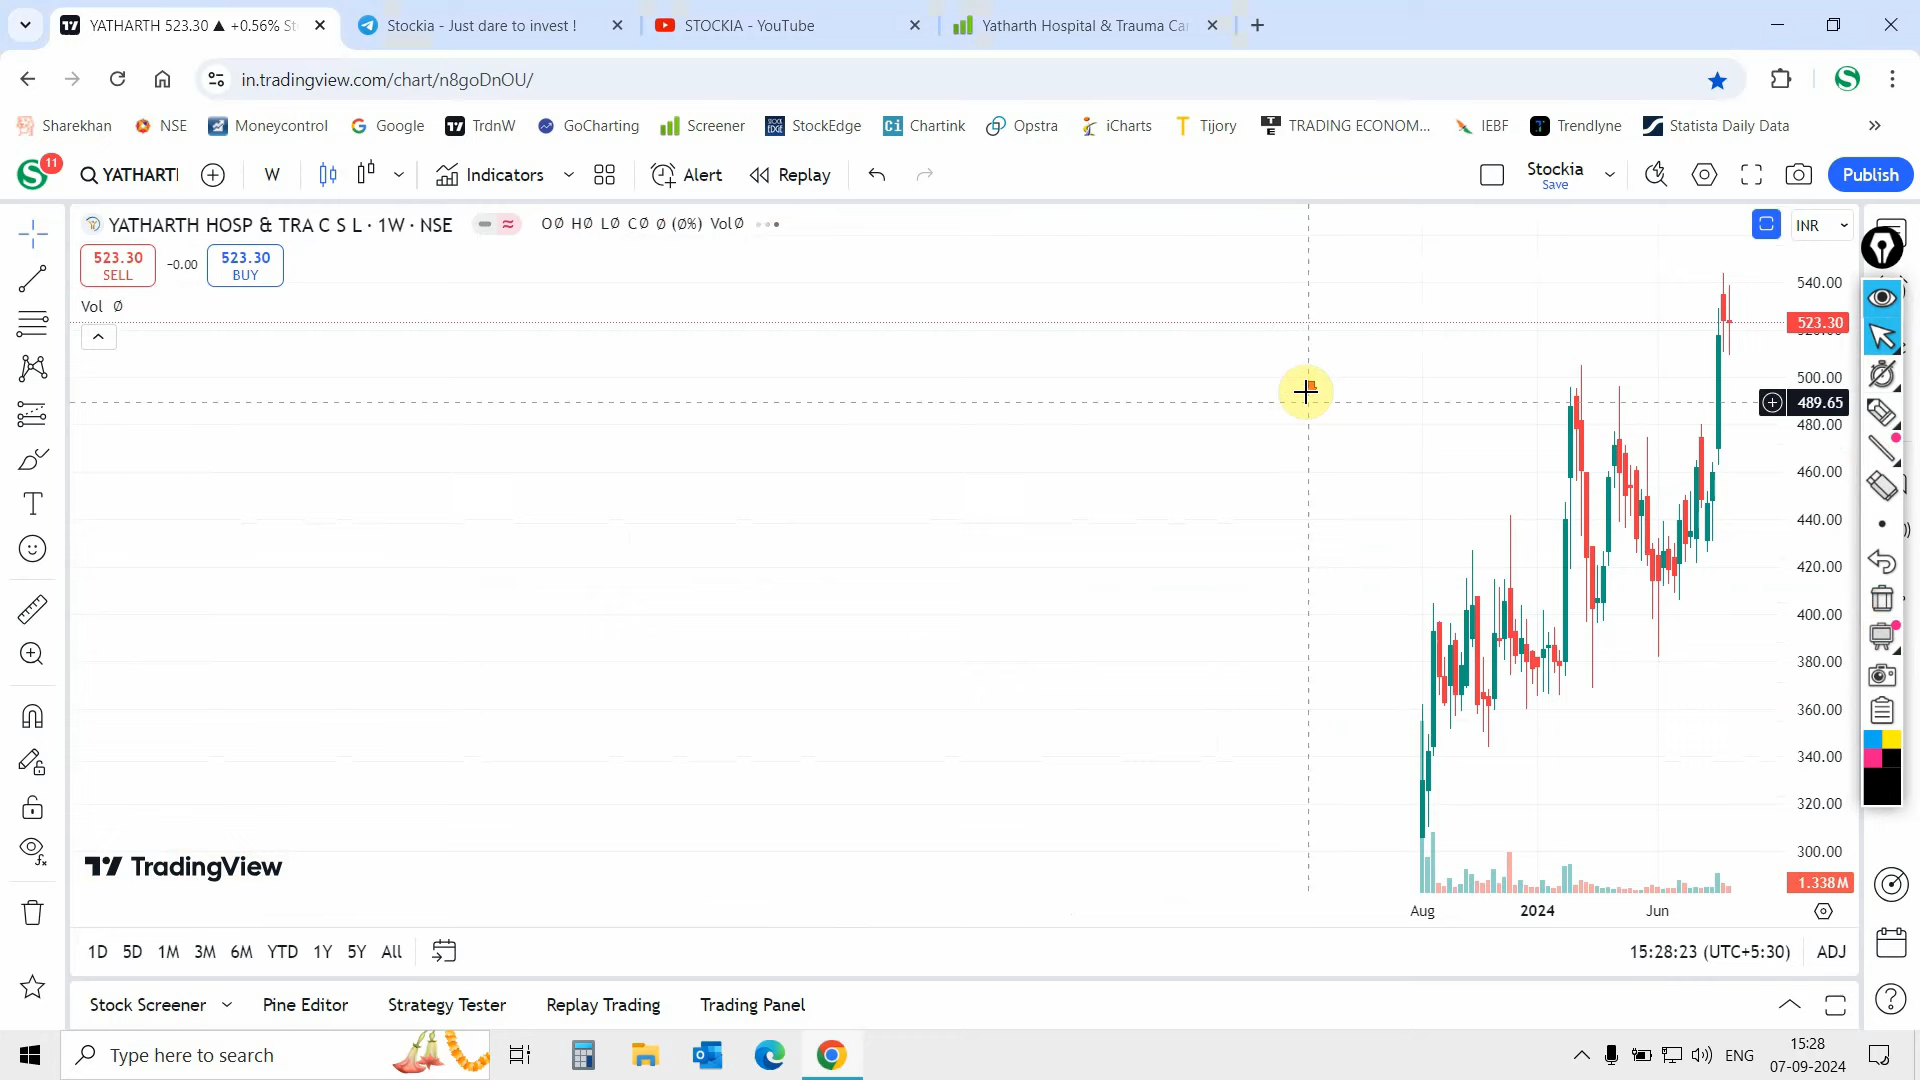 YATHARTH 523.30 ▲ +0.56% St
Stockia - Just dare to invest !
STOCKIA - YouTube
Yatharth Hospital & Trauma Car
in.tradingview.com/chart/n8goDnOU/
Sharekhan
NSE
Moneycontrol
Google
TrdnW
GoCharting
Screener
StockEdge
Chartink
Opstra
iCharts
Tijory
TRADING ECONOM...
IEBF
Trendlyne
Statista Daily Data
11
YATHARTH
W
Indicators
Alert
Replay
Stockia
Save
Publish
YATHARTH HOSP & TRA C S L · 1W · NSE
O∅ H∅ L∅ C∅ ∅ (∅%) Vol∅
INR
523.30
SELL
−0.00
523.30
BUY
Vol ∅
540.00
523.30
500.00
489.65
480.00
460.00
440.00
420.00
400.00
380.00
360.00
340.00
320.00
300.00
1.338M
TradingView
Aug
2024
Jun
1D 5D 1M 3M 6M YTD 1Y 5Y All
15:28:23 (UTC+5:30)
ADJ
Stock Screener
Pine Editor
Strategy Tester
Replay Trading
Trading Panel
Type here to search
ENG
15:28
07-09-2024